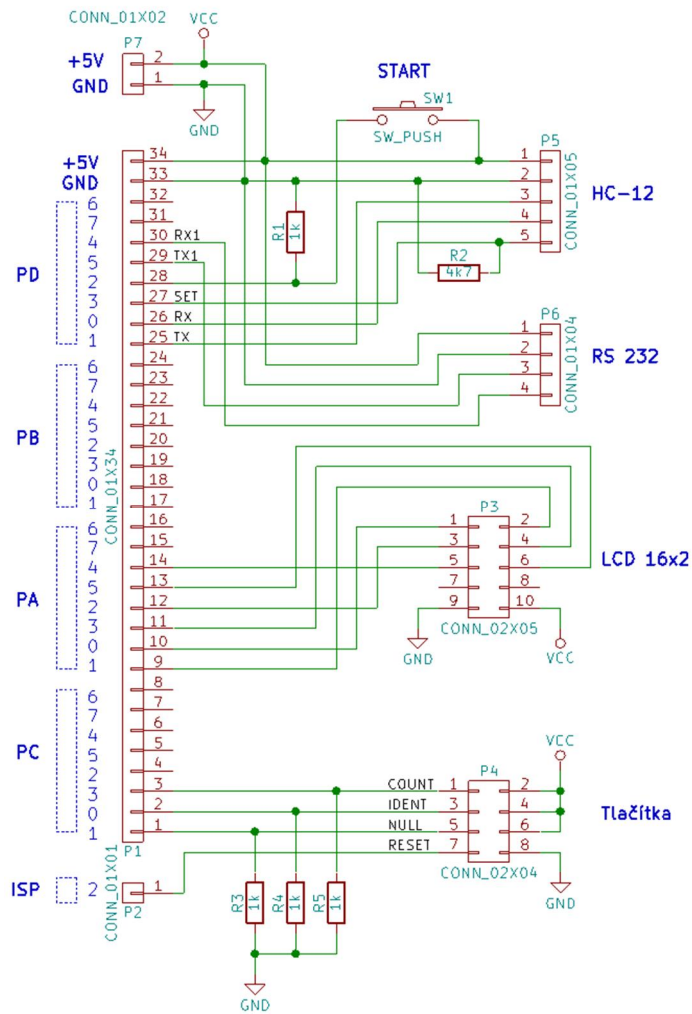 CONN_01X02
VCC
P7
+5V 2
GND 1
GND
START
SW1
SW_PUSH
P5
CONN_01X05
HC-12
1
2
3
4
5
+5V 34
GND 33
6 32
7 31
4 30 RX1
5 29 TX1
2 28
3 27 SET
0 26 RX
1 25 TX
PD
R1
1k
R2
4k7
P6
CONN_01X04
RS 232
1
2
3
4
6 24
7 23
4 22
5 21
2 20
3 19
0 18
1 17
PB
CONN_01X34
6 16
7 15
4 14
5 13
2 12
3 11
0 10
1 9
PA
P3
1 2
3 4
5 6
7 8
9 10
CONN_02X05
LCD 16x2
GND
VCC
6 8
7 7
4 6
5 5
2 4
3 3
0 2
1 1
PC
P1
VCC
P4
COUNT 1 2
IDENT 3 4
NULL 5 6
RESET 7 8
CONN_02X04
Tlačítka
GND
ISP 2 1
P2
CONN_01X01
R3
1k
R4
1k
R5
1k
GND